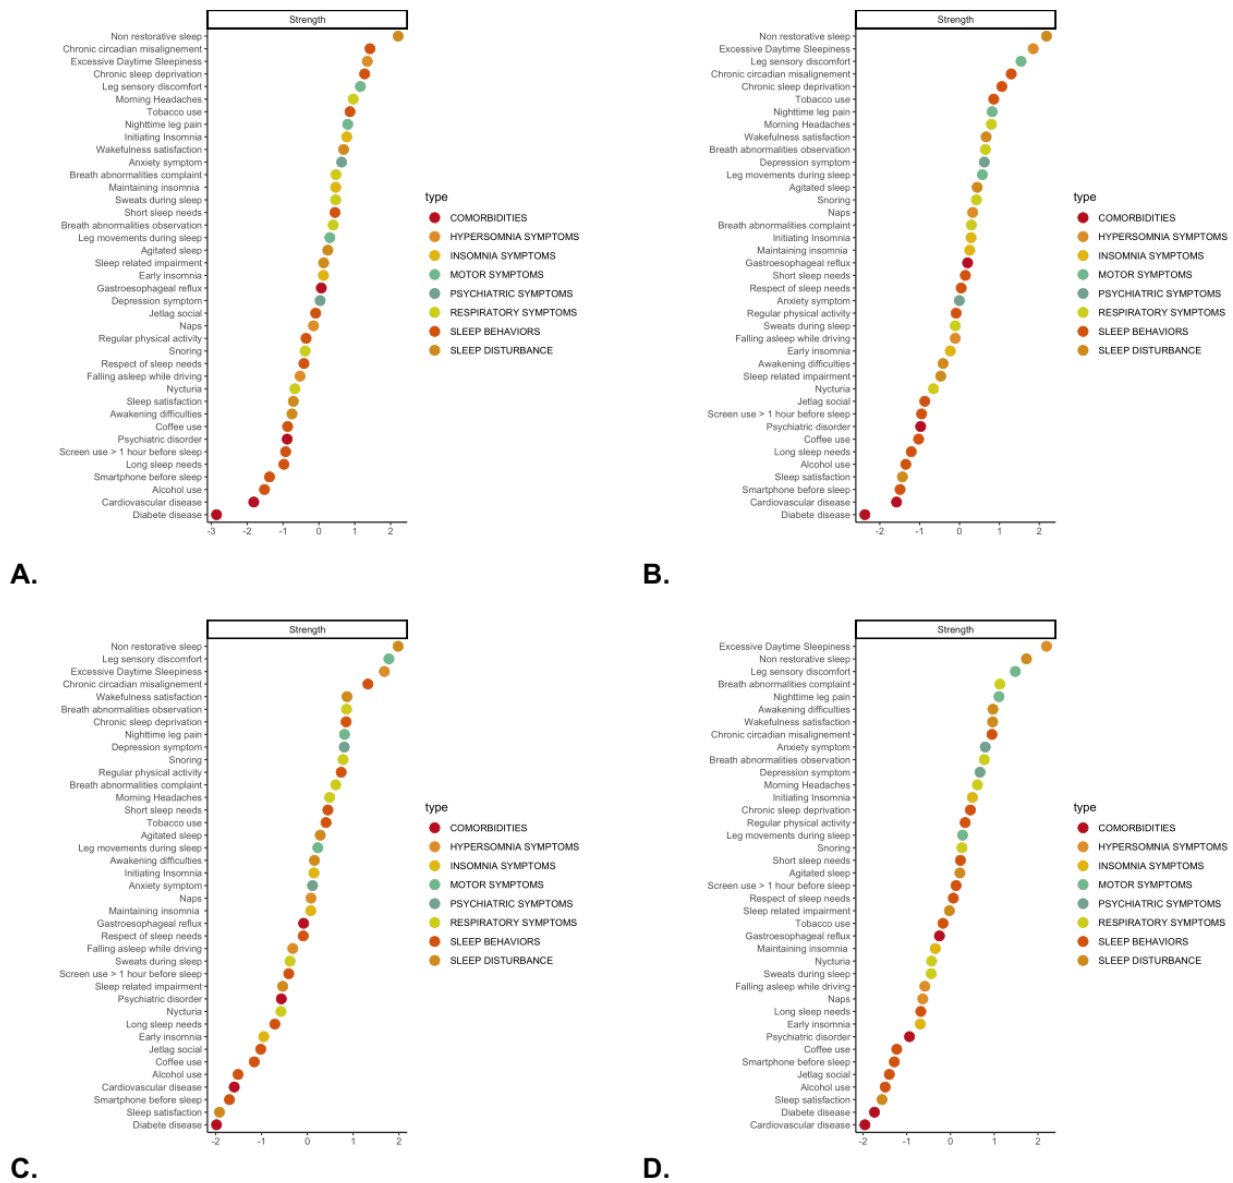 Strength
Non restorative sleep
Chronic circadian misalignement
Excessive Daytime Sleepiness
Chronic sleep deprivation
Leg sensory discomfort
Morning Headaches
Tobacco use
Nighttime leg pain
Initiating Insomnia
Wakefulness satisfaction
Anxiety symptom
Breath abnormalities complaint
Maintaining insomnia
Sweats during sleep
Short sleep needs
Breath abnormalities observation
Leg movements during sleep
Agitated sleep
Sleep related impairment
Early insomnia
Gastroesophageal reflux
Depression symptom
Jetlag social
Naps
Regular physical activity
Snoring
Respect of sleep needs
Falling asleep while driving
Nycturia
Sleep satisfaction
Awakening difficulties
Coffee use
Psychiatric disorder
Screen use > 1 hour before sleep
Long sleep needs
Smartphone before sleep
Alcohol use
Cardiovascular disease
Diabete disease
-3 -2 -1 0 1 2
type
COMORBIDITIES
HYPERSOMNIA SYMPTOMS
INSOMNIA SYMPTOMS
MOTOR SYMPTOMS
PSYCHIATRIC SYMPTOMS
RESPIRATORY SYMPTOMS
SLEEP BEHAVIORS
SLEEP DISTURBANCE
A.
Strength
Non restorative sleep
Excessive Daytime Sleepiness
Leg sensory discomfort
Chronic circadian misalignement
Chronic sleep deprivation
Tobacco use
Nighttime leg pain
Morning Headaches
Wakefulness satisfaction
Breath abnormalities observation
Depression symptom
Leg movements during sleep
Agitated sleep
Snoring
Naps
Breath abnormalities complaint
Initiating Insomnia
Maintaining insomnia
Gastroesophageal reflux
Short sleep needs
Respect of sleep needs
Anxiety symptom
Regular physical activity
Sweats during sleep
Falling asleep while driving
Early insomnia
Awakening difficulties
Sleep related impairment
Nycturia
Jetlag social
Screen use > 1 hour before sleep
Psychiatric disorder
Coffee use
Long sleep needs
Alcohol use
Sleep satisfaction
Smartphone before sleep
Cardiovascular disease
Diabete disease
-2 -1 0 1 2
type
COMORBIDITIES
HYPERSOMNIA SYMPTOMS
INSOMNIA SYMPTOMS
MOTOR SYMPTOMS
PSYCHIATRIC SYMPTOMS
RESPIRATORY SYMPTOMS
SLEEP BEHAVIORS
SLEEP DISTURBANCE
B.
Strength
Non restorative sleep
Leg sensory discomfort
Excessive Daytime Sleepiness
Chronic circadian misalignement
Wakefulness satisfaction
Breath abnormalities observation
Chronic sleep deprivation
Nighttime leg pain
Depression symptom
Snoring
Regular physical activity
Breath abnormalities complaint
Morning Headaches
Short sleep needs
Tobacco use
Agitated sleep
Leg movements during sleep
Awakening difficulties
Initiating Insomnia
Anxiety symptom
Naps
Maintaining insomnia
Gastroesophageal reflux
Respect of sleep needs
Falling asleep while driving
Sweats during sleep
Screen use > 1 hour before sleep
Sleep related impairment
Psychiatric disorder
Nycturia
Long sleep needs
Early insomnia
Jetlag social
Coffee use
Alcohol use
Cardiovascular disease
Smartphone before sleep
Sleep satisfaction
Diabete disease
-2 -1 0 1 2
type
COMORBIDITIES
HYPERSOMNIA SYMPTOMS
INSOMNIA SYMPTOMS
MOTOR SYMPTOMS
PSYCHIATRIC SYMPTOMS
RESPIRATORY SYMPTOMS
SLEEP BEHAVIORS
SLEEP DISTURBANCE
C.
Strength
Excessive Daytime Sleepiness
Non restorative sleep
Leg sensory discomfort
Breath abnormalities complaint
Nighttime leg pain
Awakening difficulties
Wakefulness satisfaction
Chronic circadian misalignement
Anxiety symptom
Breath abnormalities observation
Depression symptom
Morning Headaches
Initiating Insomnia
Chronic sleep deprivation
Regular physical activity
Leg movements during sleep
Snoring
Short sleep needs
Agitated sleep
Screen use > 1 hour before sleep
Respect of sleep needs
Sleep related impairment
Tobacco use
Gastroesophageal reflux
Maintaining insomnia
Nycturia
Sweats during sleep
Falling asleep while driving
Naps
Long sleep needs
Early insomnia
Psychiatric disorder
Coffee use
Smartphone before sleep
Jetlag social
Alcohol use
Sleep satisfaction
Diabete disease
Cardiovascular disease
-2 -1 0 1 2
type
COMORBIDITIES
HYPERSOMNIA SYMPTOMS
INSOMNIA SYMPTOMS
MOTOR SYMPTOMS
PSYCHIATRIC SYMPTOMS
RESPIRATORY SYMPTOMS
SLEEP BEHAVIORS
SLEEP DISTURBANCE
D.